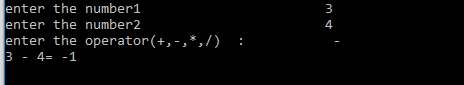 enter the number1 3
enter the number2 4
enter the operator(+,-,*,/) : -
3 - 4= -1